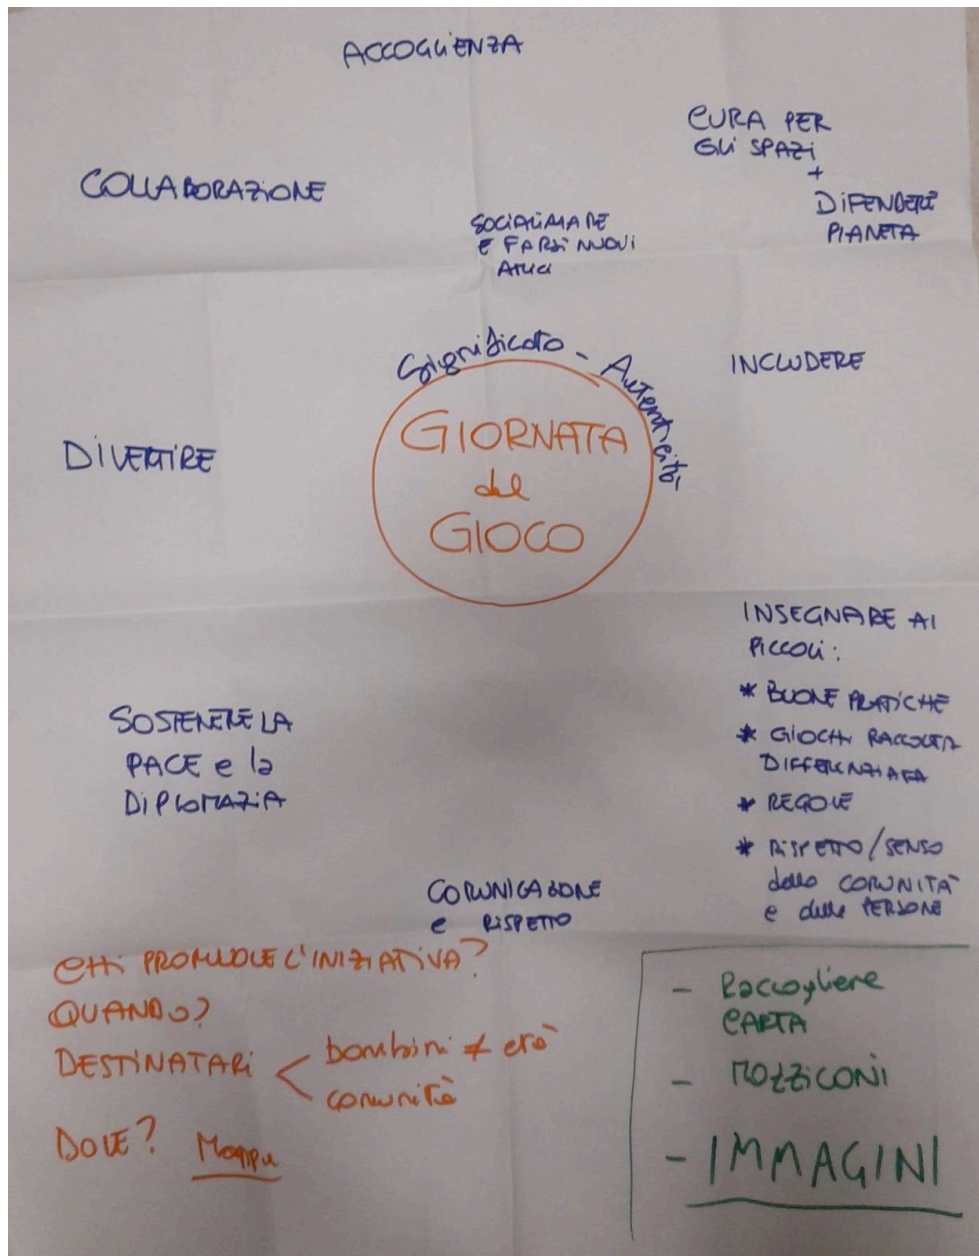 ACCOGLIENZA
CURA PER
GLI SPAZI
+
DIFENDERE
PIANETA
COLLABORAZIONE
SOCIALIZZARE
E FARSI NUOVI
AMICI
Significato - Autenticità
INCLUDERE
GIORNATA
del
GIOCO
DIVERTIRE
INSEGNARE AI
PICCOLI:
* BUONE PRATICHE
* GIOCHI RACCOLTA
DIFFERENZIATA
* REGOLE
* RISPETTO/SENSO
della COMUNITÀ
e delle PERSONE
SOSTENERE LA
PACE e la
DIPLOMAZIA
COMUNICAZIONE
e RISPETTO
CHI PROMUOVE L'INIZIATIVA?
QUANDO?
DESTINATARI < bambini ≠ età
comunità
DOVE? Mappa
- Raccogliere
CARTA
- MOZZICONI
- IMMAGINI